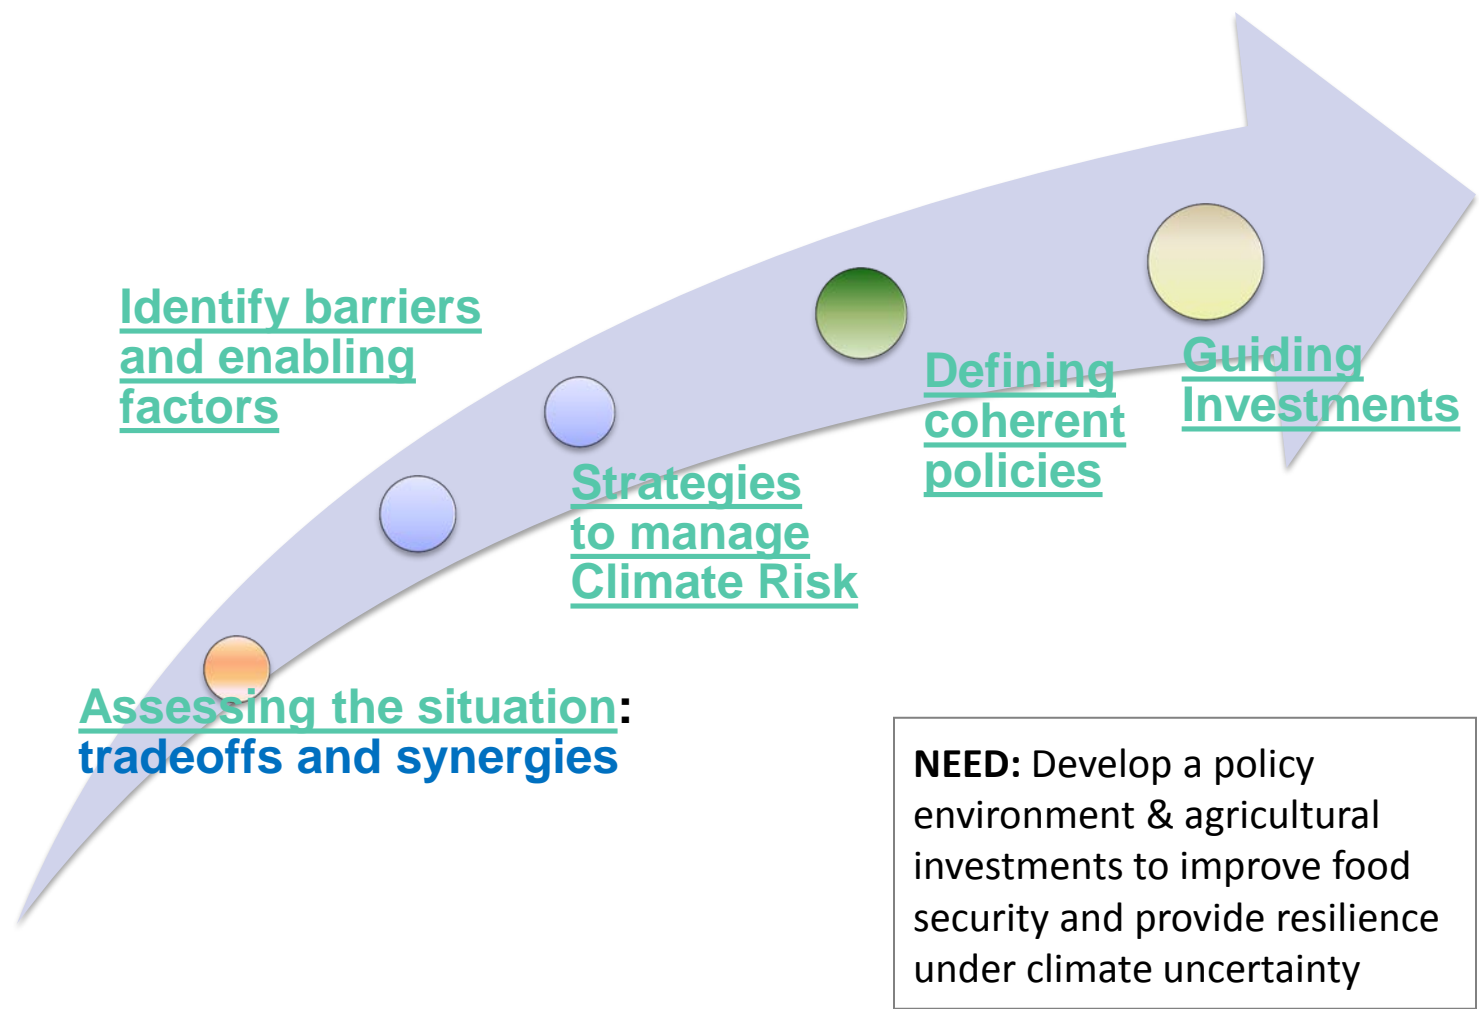 Identify barriers
and enabling
factors
Strategies
to manage
Climate Risk
Defining
coherent
policies
Guiding
Investments
Assessing the situation:
tradeoffs and synergies
NEED: Develop a policy
environment & agricultural
investments to improve food
security and provide resilience
under climate uncertainty